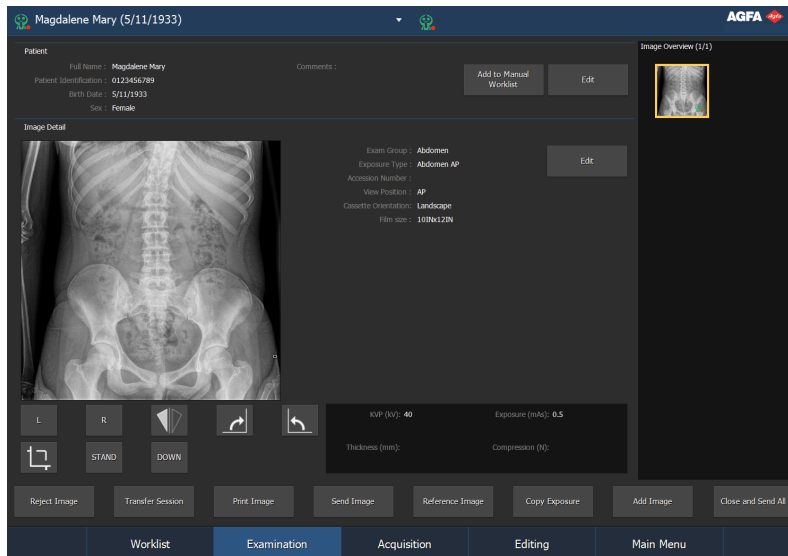 Magdalene Mary (5/11/1933)
AGFA
Patient
Full Name : Magdalene Mary
Comments :
Patient Identification : 0123456789
Birth Date : 5/11/1933
Sex : Female
Add to Manual
Worklist
Edit
Image Overview (1/1)
Image Detail
Exam Group : Abdomen
Exposure Type : Abdomen AP
Accession Number :
View Position : AP
Cassette Orientation: Landscape
Film size : 10INx12IN
Edit
L
R
STAND
DOWN
KVP (kV): 40
Exposure (mAs): 0.5
Thickness (mm):
Compression (N):
Reject Image
Transfer Session
Print Image
Send Image
Reference Image
Copy Exposure
Add Image
Close and Send All
Worklist
Examination
Acquisition
Editing
Main Menu